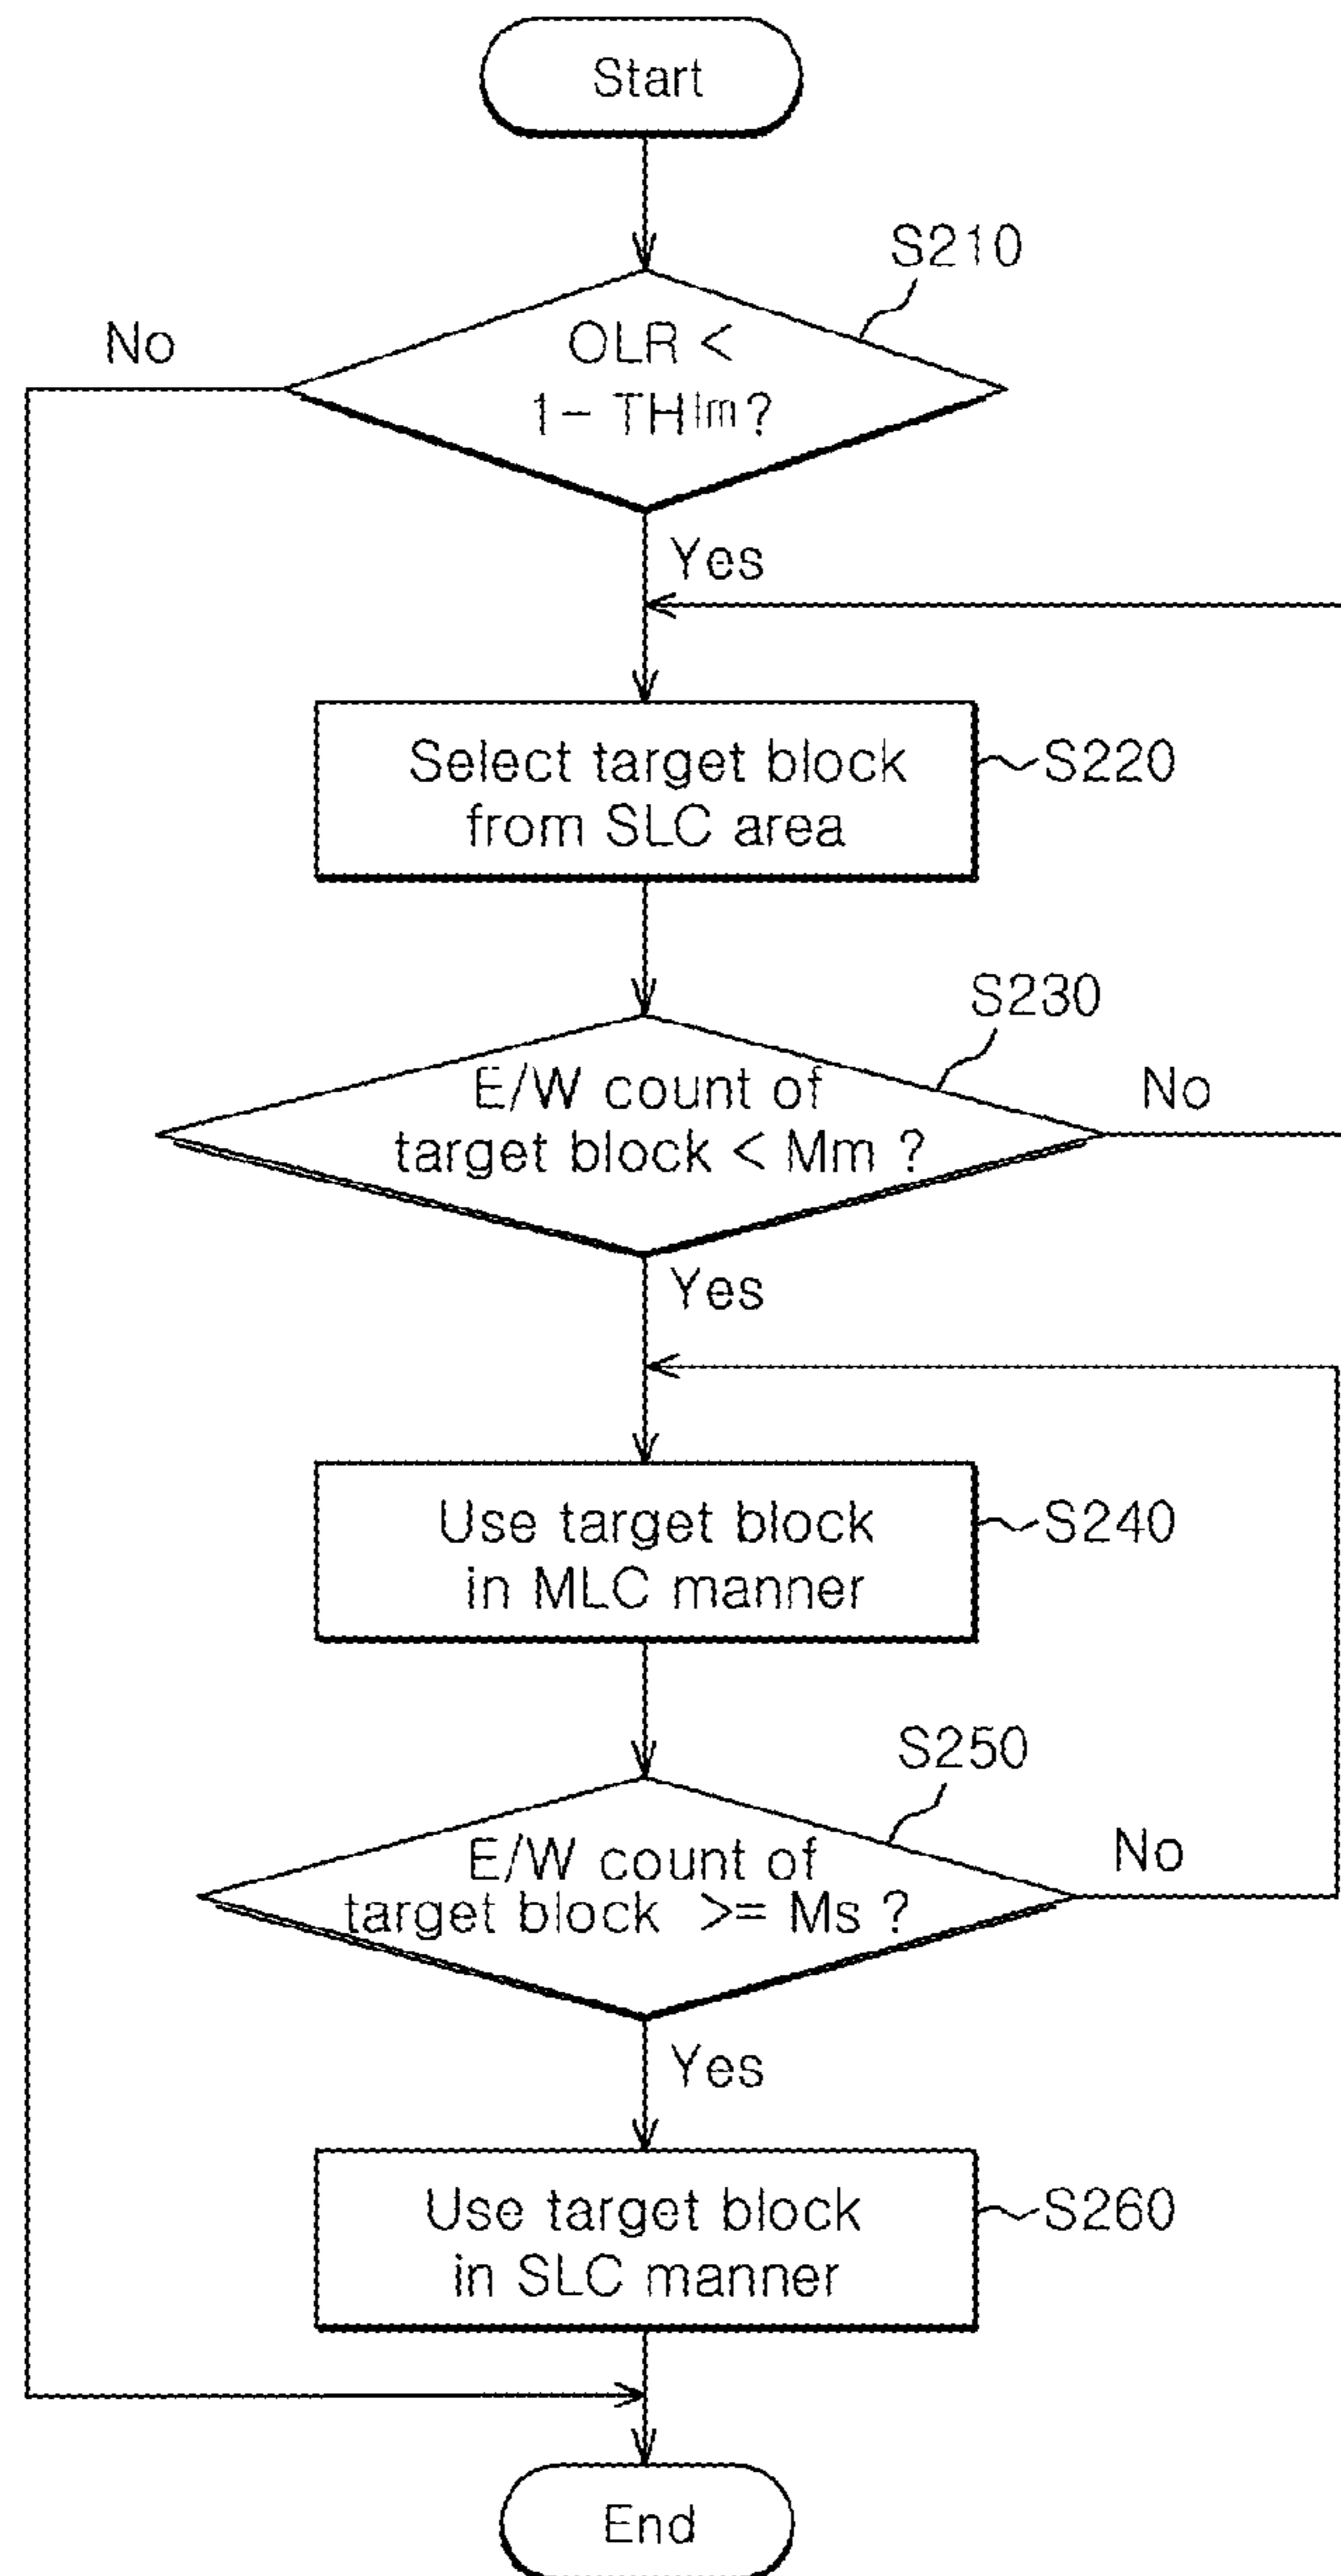 Start
S210
No
OLR <
1- THlm?
Yes
Select target block
from SLC area
S220
S230
E/W count of
target block < Mm ?
No
Yes
Use target block
in MLC manner
S240
S250
E/W count of
target block >= Ms ?
No
Yes
Use target block
in SLC manner
S260
End